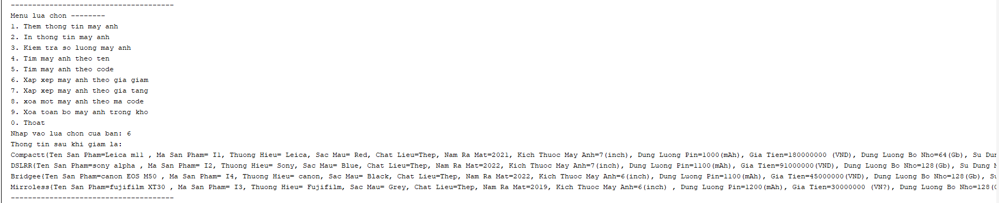 --------------------------------------
Menu lua chon --------
1. Them thong tin may anh
2. In thong tin may anh
3. Kiem tra so luong may anh
4. Tim may anh theo ten
5. Tim may anh theo code
6. Xap xep may anh theo gia giam
7. Xap xep may anh theo gia tang
8. xoa mot may anh theo ma code
9. Xoa toan bo may anh trong kho
0. Thoat
Nhap vao lua chon cua ban: 6
Thong tin sau khi giam la:
Compactt{Ten San Pham=Leica m11 , Ma San Pham= I1, Thuong Hieu= Leica, Sac Mau= Red, Chat Lieu=Thep, Nam Ra Mat=2021, Kich Thuoc May Anh=7(inch), Dung Luong Pin=1000(mAh), Gia Tien=180000000 (VND), Dung Luong Bo Nho=64(Gb), Su Dun
DSLRR{Ten San Pham=sony alpha , Ma San Pham= I2, Thuong Hieu= Sony, Sac Mau= Blue, Chat Lieu=Thep, Nam Ra Mat=2022, Kich Thuoc May Anh=7(inch), Dung Luong Pin=1100(mAh), Gia Tien=91000000(VND), Dung Luong Bo Nho=128(Gb), Su Dung
Bridgee{Ten San Pham=canon EOS M50 , Ma San Pham= I4, Thuong Hieu= canon, Sac Mau= Black, Chat Lieu=Thep, Nam Ra Mat=2022, Kich Thuoc May Anh=6(inch), Dung Luong Pin=1100(mAh), Gia Tien=45000000(VND), Dung Luong Bo Nho=128(Gb), Su
Mirroless{Ten San Pham=fujifilm XT30 , Ma San Pham= I3, Thuong Hieu= Fujifilm, Sac Mau= Grey, Chat Lieu=Thep, Nam Ra Mat=2019, Kich Thuoc May Anh=6(inch) , Dung Luong Pin=1200(mAh), Gia Tien=30000000 (VN?), Dung Luong Bo Nho=128(
--------------------------------------